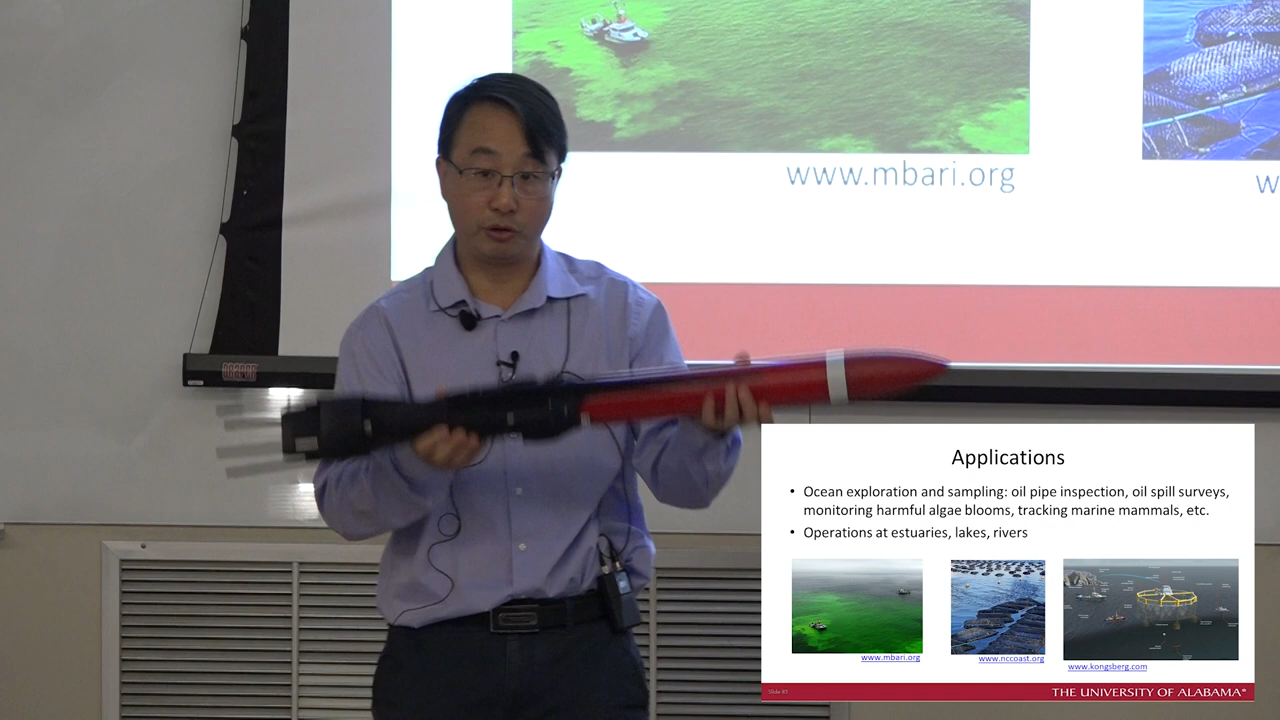 www.mbari.org
w
Applications
• Ocean exploration and sampling: oil pipe inspection, oil spill surveys,
monitoring harmful algae blooms, tracking marine mammals, etc.
• Operations at estuaries, lakes, rivers
www.mbari.org
www.nccoast.org
www.kongsberg.com
THE UNIVERSITY OF ALABAMA®